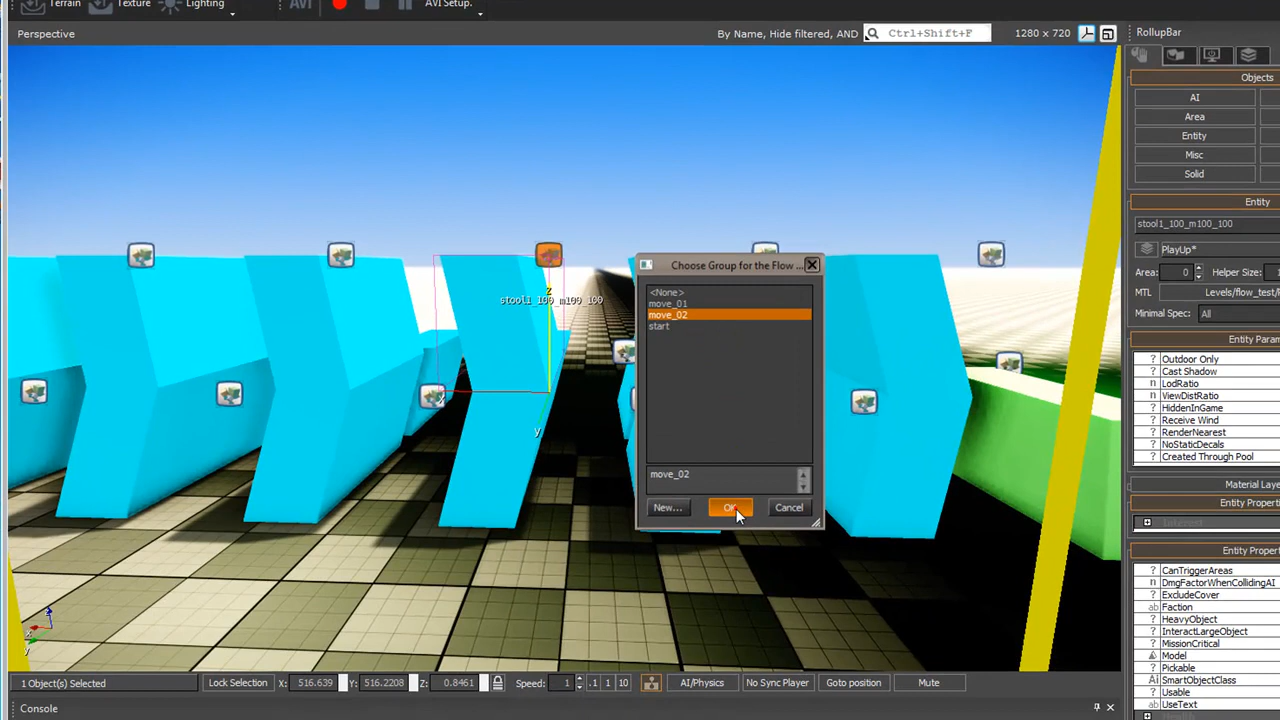 Terrain
Texture
Lighting
AVI
AVI Setup.
Perspective
By Name, Hide filtered, AND
Ctrl+Shift+F
1280 x 720
RollupBar
Objects
AI
Area
Entity
Misc
Solid
Entity
stool1_100_m100_100
PlayUp*
Area: 0 Helper Size:
MTL Levels/flow_test/
Minimal Spec: All
Entity Param
? Outdoor Only
? Cast Shadow
n LodRatio
n ViewDistRatio
? HiddenInGame
? Receive Wind
? RenderNearest
? NoStaticDecals
? Created Through Pool
Material Laye
Entity Properti
Entity Properti
? CanTriggerAreas
n DmgFactorWhenCollidingAI
? ExcludeCover
ab Faction
? HeavyObject
? InteractLargeObject
? MissionCritical
Model
? Pickable
SmartObjectClass
? Usable
ab UseText
stool1_100_m100_100
z
y
Choose Group for the Flow ...
<None>
move_01
move_02
start
move_02
New...
OK
Cancel
z
x
y
1 Object(s) Selected
Lock Selection
X: 516.639
Y: 516.2208
Z: 0.8461
Speed: 1
.1 1 10
AI/Physics
No Sync Player
Goto position
Mute
Console